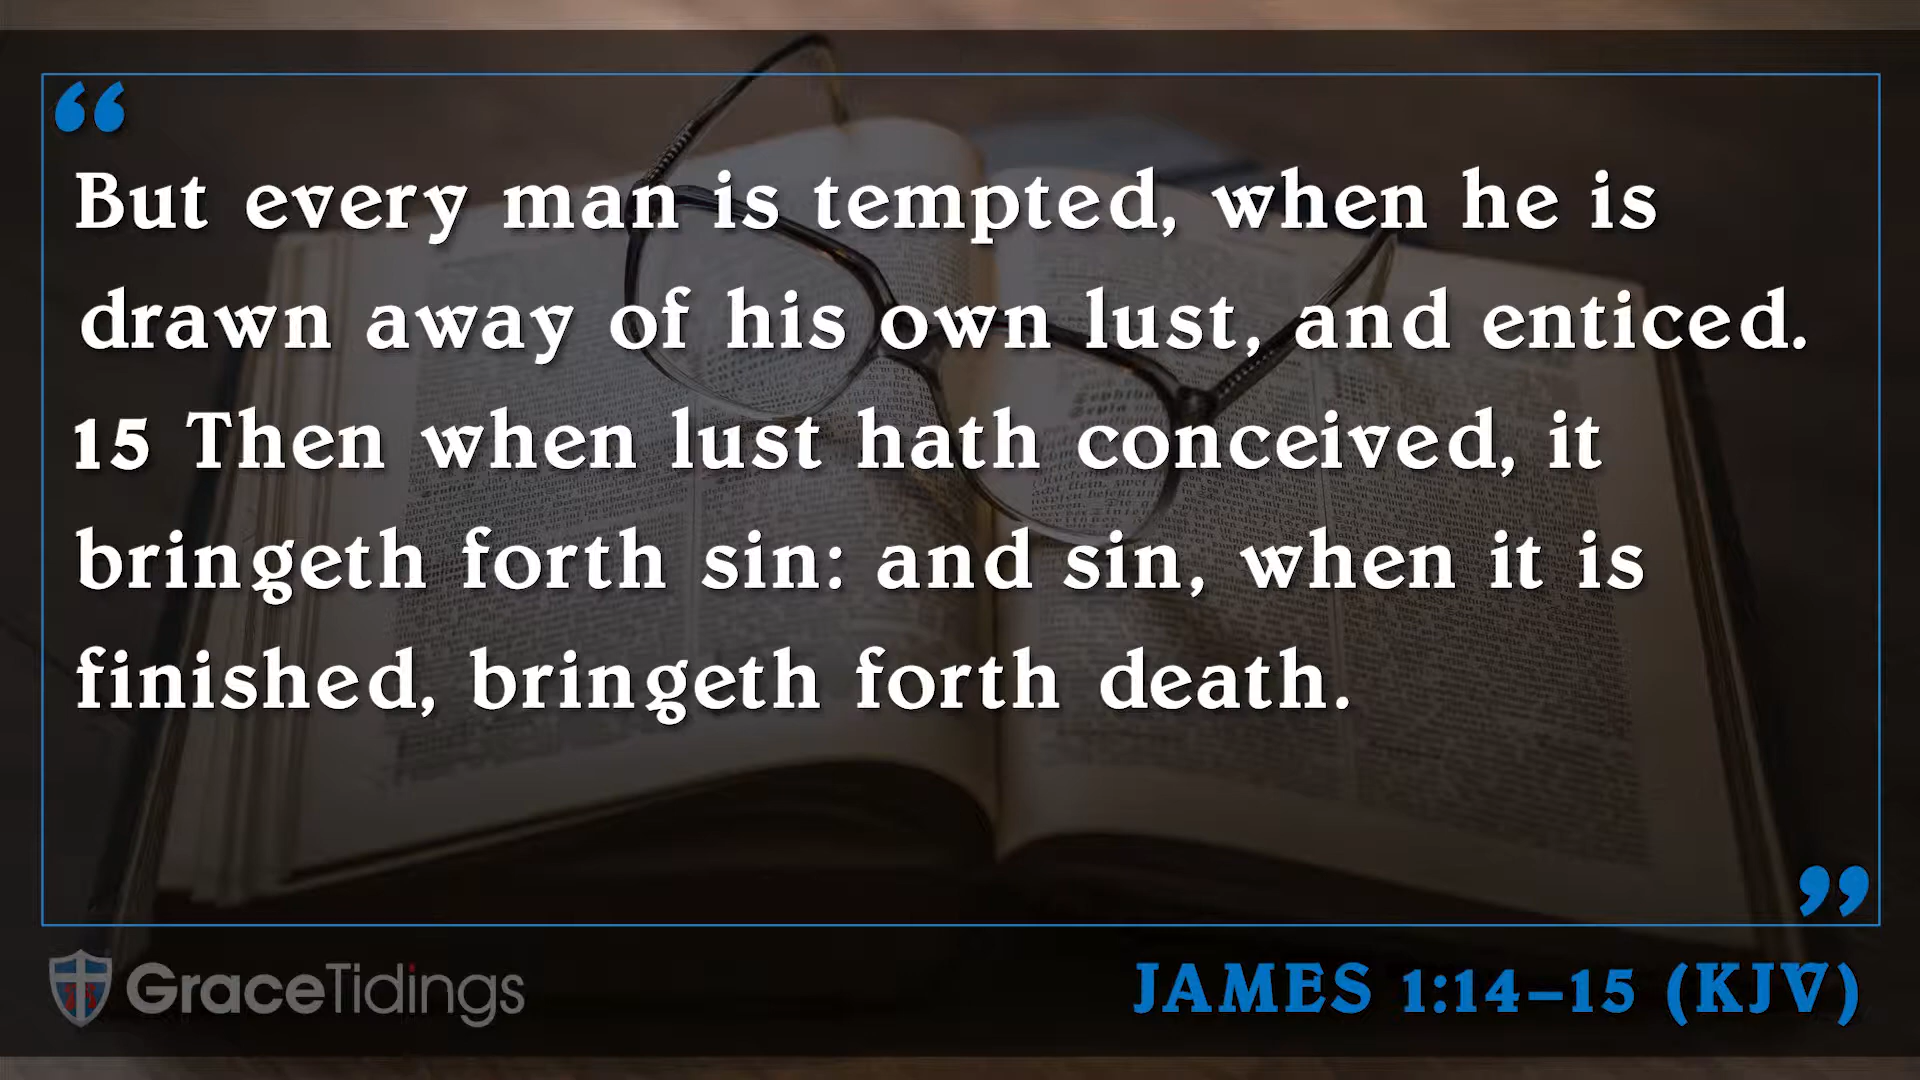 “
But every man is tempted, when he is
drawn away of his own lust, and enticed.
15 Then when lust hath conceived, it
bringeth forth sin: and sin, when it is
finished, bringeth forth death.
”
GraceTidings
JAMES 1:14–15 (KJV)